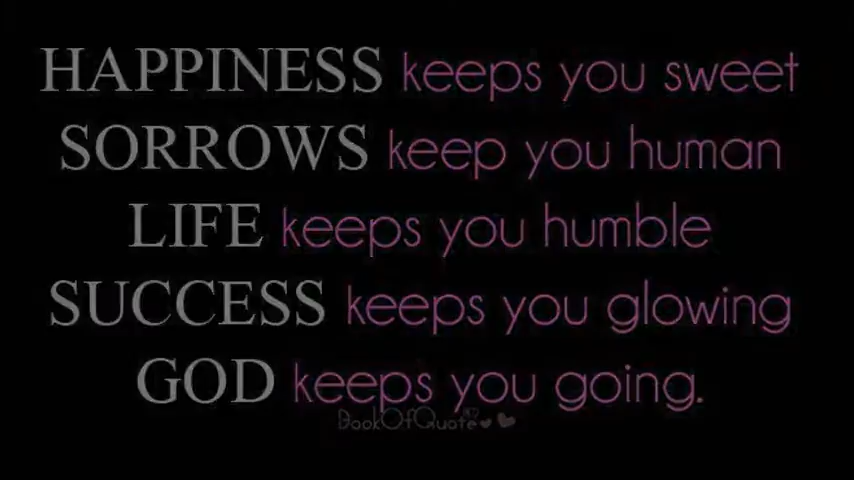 HAPPINESS keeps you sweet
SORROWS keep you human
LIFE keeps you humble
SUCCESS keeps you glowing
GOD keeps you going.
BookOfQuote